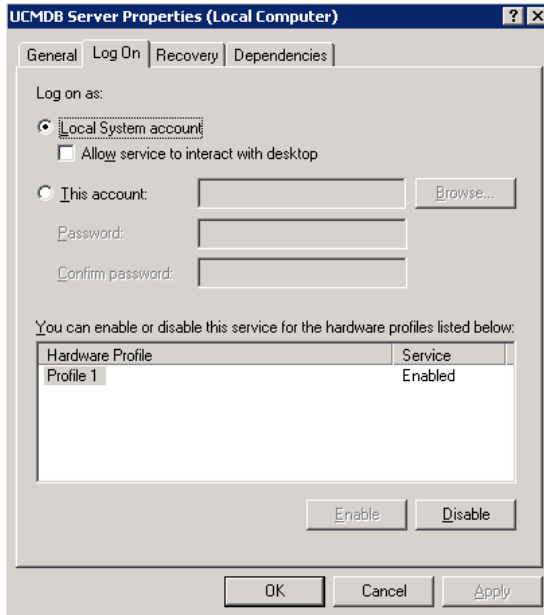 UCMDB Server Properties (Local Computer)
General Log On Recovery Dependencies
Log on as:
Local System account
Allow service to interact with desktop
This account:
Browse...
Password:
Confirm password:
You can enable or disable this service for the hardware profiles listed below:
Hardware Profile Service
Profile 1 Enabled
Enable Disable
OK Cancel Apply